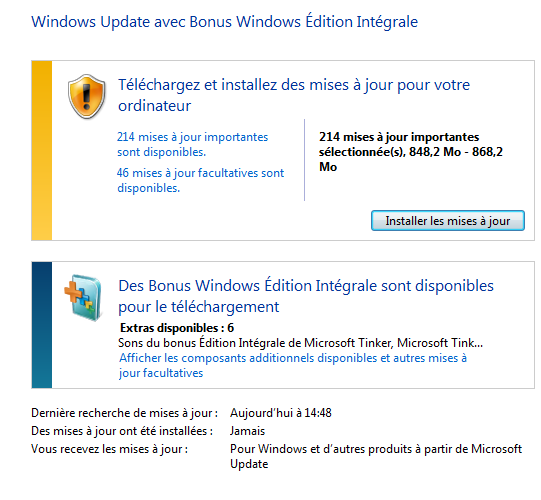 Windows Update avec Bonus Windows Édition Intégrale
Téléchargez et installez des mises à jour pour votre
ordinateur
214 mises à jour importantes
sont disponibles.
46 mises à jour facultatives sont
disponibles.
214 mises à jour importantes
sélectionnée(s), 848,2 Mo - 868,2
Mo
Installer les mises à jour
Des Bonus Windows Édition Intégrale sont disponibles
pour le téléchargement
Extras disponibles : 6
Sons du bonus Édition Intégrale de Microsoft Tinker, Microsoft Tink...
Afficher les composants additionnels disponibles et autres mises à
jour facultatives
Dernière recherche de mises à jour : Aujourd'hui à 14:48
Des mises à jour ont été installées : Jamais
Vous recevez les mises à jour : Pour Windows et d'autres produits à partir de Microsoft
Update